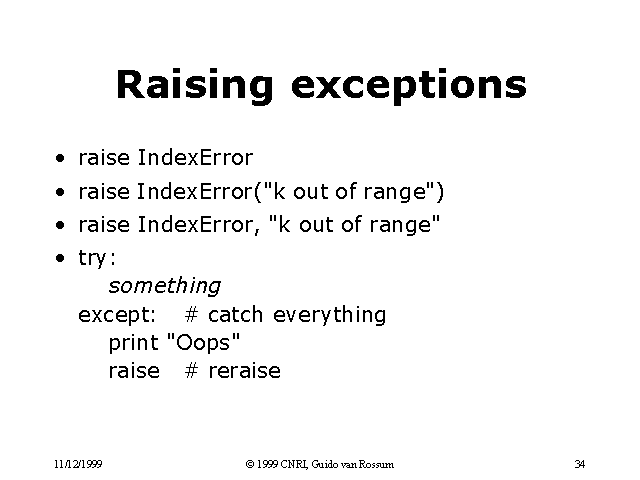 Raising exceptions
• raise IndexError
• raise IndexError("k out of range")
• raise IndexError, "k out of range"
• try:
something
except: # catch everything
print "Oops"
raise # reraise
11/12/1999 © 1999 CNRI, Guido van Rossum 34